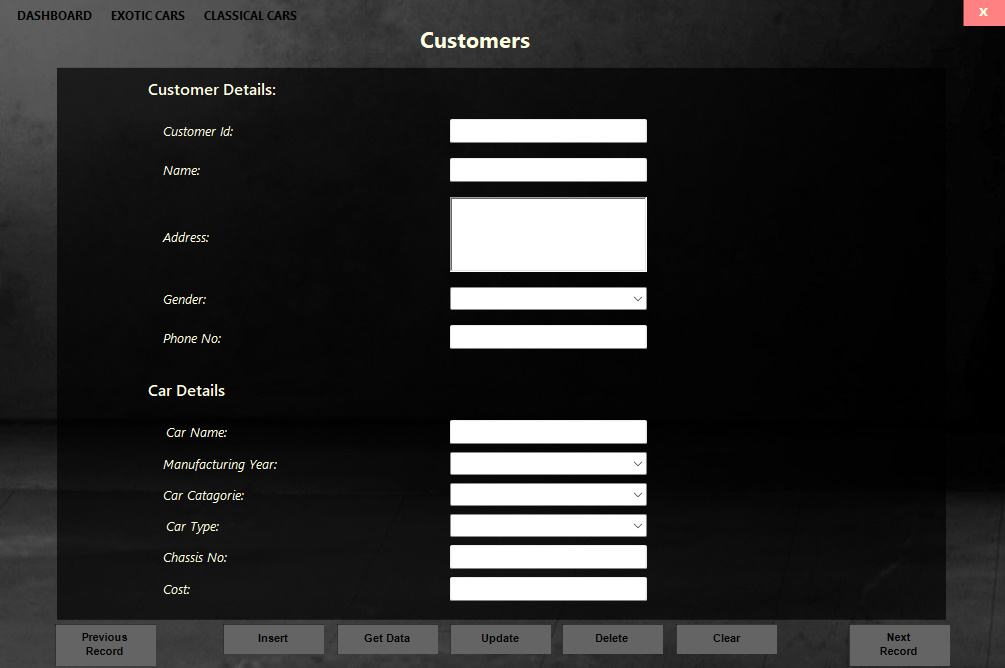 DASHBOARD EXOTIC CARS CLASSICAL CARS X
Customers
Customer Details:
Customer Id:
Name:
Address:
Gender:
Phone No:
Car Details
Car Name:
Manufacturing Year:
Car Catagorie:
Car Type:
Chassis No:
Cost:
Previous
Record
Insert
Get Data
Update
Delete
Clear
Next
Record